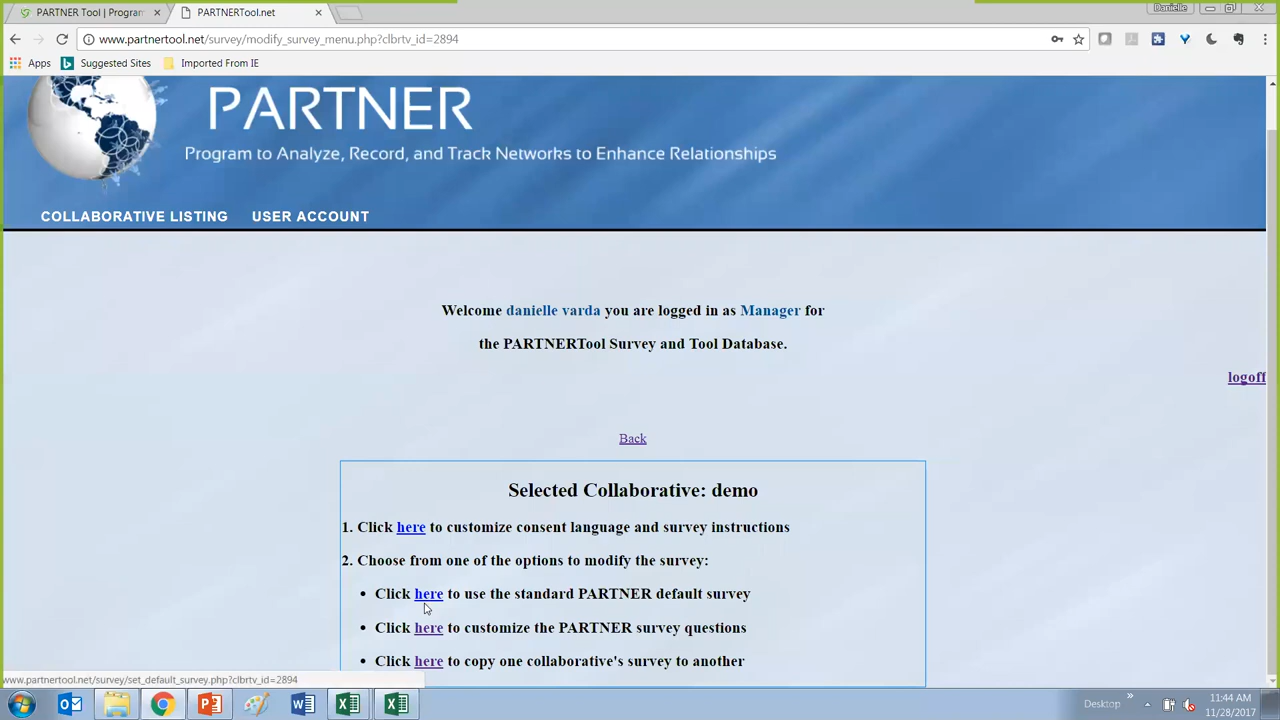 PARTNER Tool | Program
PARTNERTool.net
Danielle
www.partnertool.net/survey/modify_survey_menu.php?clbrtv_id=2894
Apps
Suggested Sites
Imported From IE
PARTNER
Program to Analyze, Record, and Track Networks to Enhance Relationships
COLLABORATIVE LISTING
USER ACCOUNT
Welcome danielle varda you are logged in as Manager for
the PARTNERTool Survey and Tool Database.
logoff
Back
Selected Collaborative: demo
1. Click here to customize consent language and survey instructions
2. Choose from one of the options to modify the survey:
• Click here to use the standard PARTNER default survey
• Click here to customize the PARTNER survey questions
• Click here to copy one collaborative's survey to another
www.partnertool.net/survey/set_default_survey.php?clbrtv_id=2894
Desktop
11:44 AM
11/28/2017